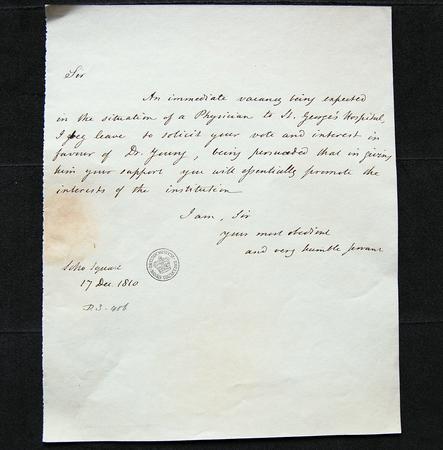 Sir
An immediate vacancy being expected
in the situation of a Physician to St. George's Hospital,
I beg leave to solicit your vote and interest in
favour of Dr. Young, being persuaded that in giving
him your support you will essentially promote the
interests of the institution
I am, Sir
your most obedient
and very humble servant
Soho Square
17 Dec. 1810